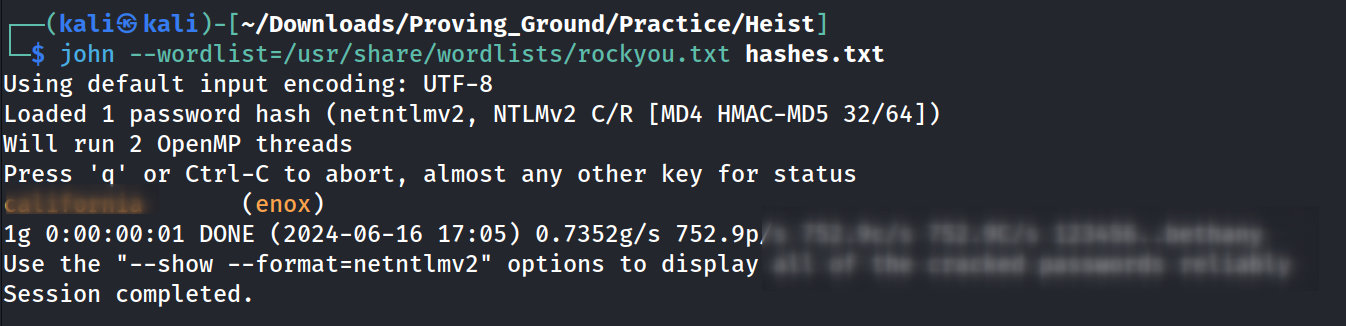 ┌──(kali㉿kali)-[~/Downloads/Proving_Ground/Practice/Heist]
└─$ john --wordlist=/usr/share/wordlists/rockyou.txt hashes.txt
Using default input encoding: UTF-8
Loaded 1 password hash (netntlmv2, NTLMv2 C/R [MD4 HMAC-MD5 32/64])
Will run 2 OpenMP threads
Press 'q' or Ctrl-C to abort, almost any other key for status
(enox)
1g 0:00:00:01 DONE (2024-06-16 17:05) 0.7352g/s 752.9p/
Use the "--show --format=netntlmv2" options to display
Session completed.